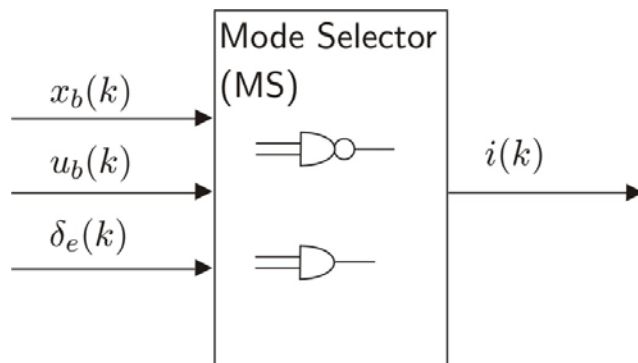 Mode Selector
(MS)
x_b(k)
u_b(k)
δ_e(k)
i(k)